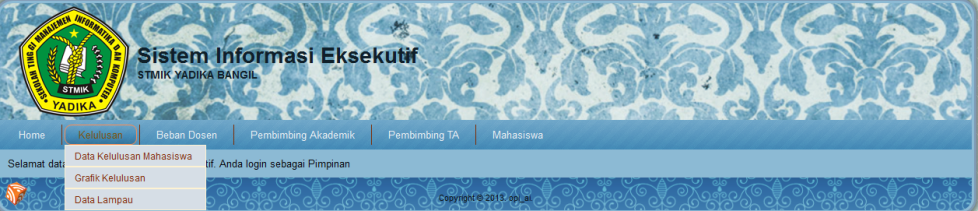 SEKOLAH TINGGI MANAJEMEN INFORMATIKA DAN KOMPUTER
STMIK
YADIKA
Sistem Informasi Eksekutif
STMIK YADIKA BANGIL
Home Kelulusan Beban Dosen Pembimbing Akademik Pembimbing TA Mahasiswa
Selamat data tif. Anda login sebagai Pimpinan
Data Kelulusan Mahasiswa
Grafik Kelulusan
Data Lampau
Copyright © 2013.